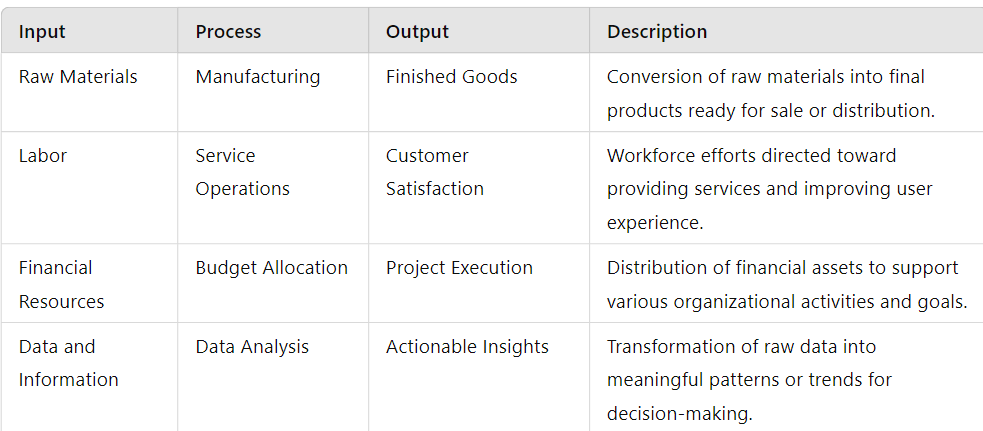 Input Process Output Description
Raw Materials Manufacturing Finished Goods Conversion of raw materials into final
products ready for sale or distribution.
Labor Service Customer Workforce efforts directed toward
Operations Satisfaction providing services and improving user
experience.
Financial Budget Allocation Project Execution Distribution of financial assets to support
Resources various organizational activities and goals.
Data and Data Analysis Actionable Insights Transformation of raw data into
Information meaningful patterns or trends for
decision-making.